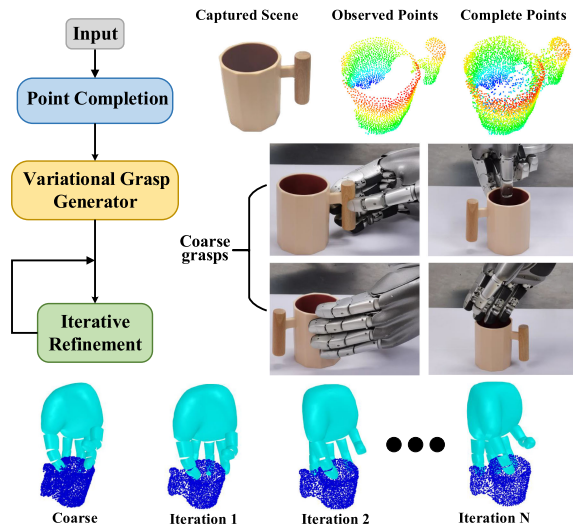 Input
Captured Scene
Observed Points
Complete Points
Point Completion
Variational Grasp
Generator
Coarse
grasps
Iterative
Refinement
Coarse
Iteration 1
Iteration 2
Iteration N